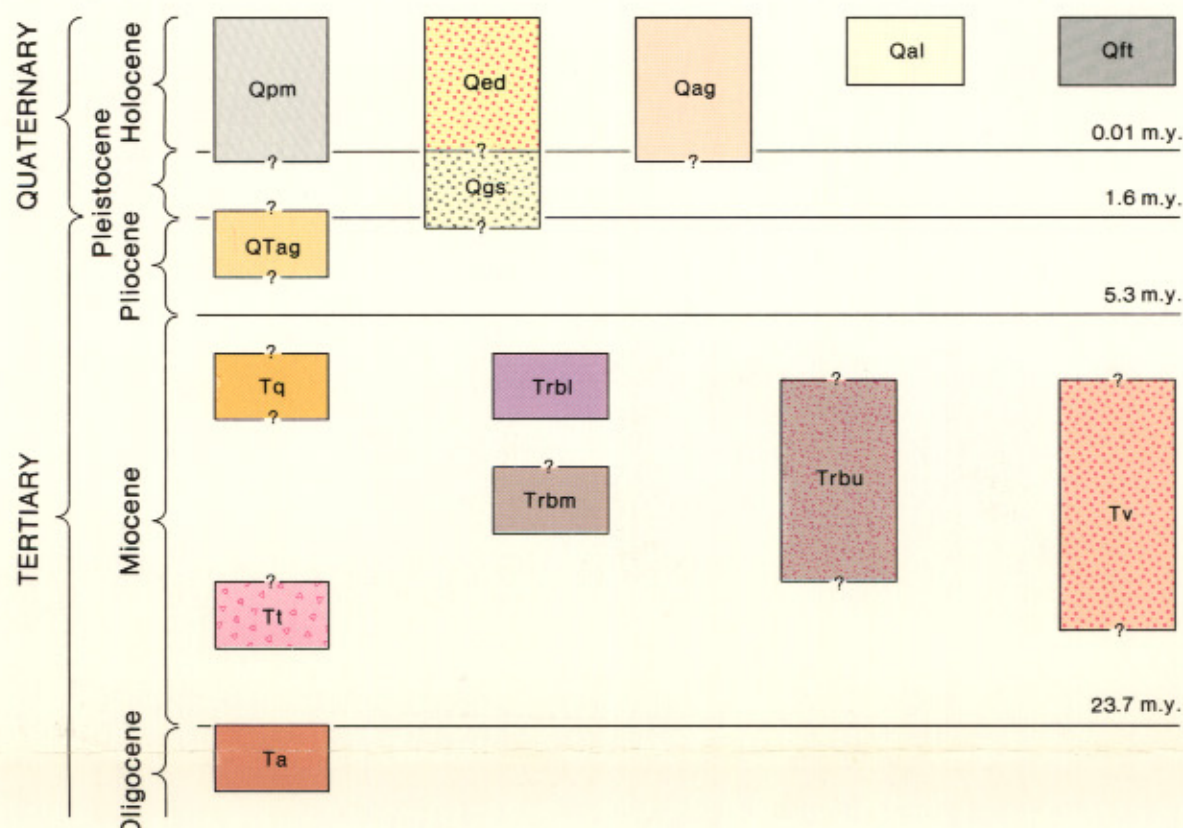 QUATERNARY
TERTIARY
Holocene
Pleistocene
Pliocene
Miocene
Oligocene
Qpm
?
Qed
?
Qag
?
Qal
Qft
0.01 m.y.
Qgs
?
1.6 m.y.
?
QTag
?
5.3 m.y.
?
Tq
?
Trbl
?
Trbm
?
Trbu
?
?
Tv
?
?
Tt
23.7 m.y.
Ta